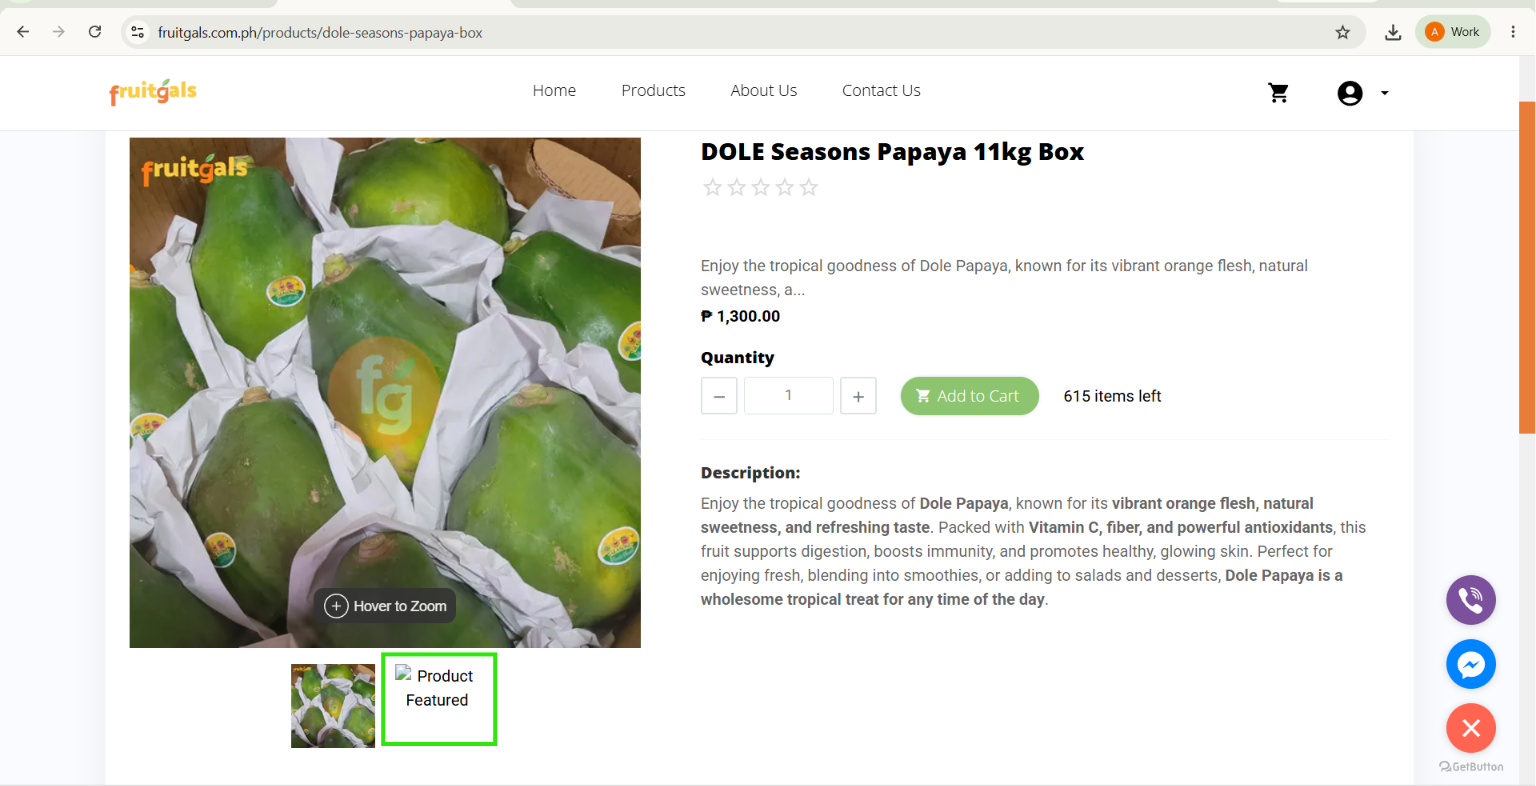 fruitgals.com.ph/products/dole-seasons-papaya-box
A Work
fruitgals
Home Products About Us Contact Us
fruitgals
DOLE Seasons Papaya 11kg Box
Enjoy the tropical goodness of Dole Papaya, known for its vibrant orange flesh, natural
sweetness, a...
₱ 1,300.00
Quantity
− 1 + Add to Cart 615 items left
fg
Description:
Enjoy the tropical goodness of Dole Papaya, known for its vibrant orange flesh, natural
sweetness, and refreshing taste. Packed with Vitamin C, fiber, and powerful antioxidants, this
fruit supports digestion, boosts immunity, and promotes healthy, glowing skin. Perfect for
enjoying fresh, blending into smoothies, or adding to salads and desserts, Dole Papaya is a
wholesome tropical treat for any time of the day.
Hover to Zoom
Product
Featured
GetButton